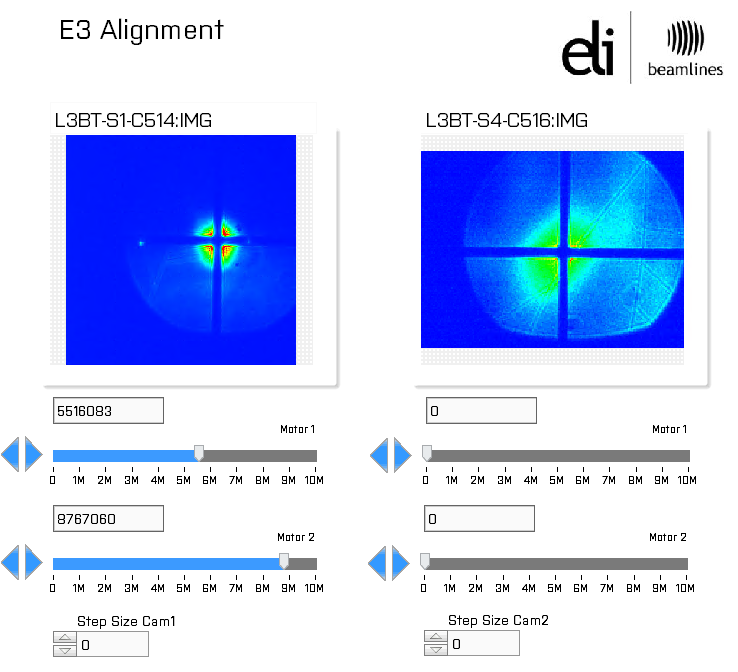 E3 Alignment
eli beamlines
L3BT-S1-C514:IMG
L3BT-S4-C516:IMG
5516083
0
Motor 1
Motor 1
0 1M 2M 3M 4M 5M 6M 7M 8M 9M 10M
0 1M 2M 3M 4M 5M 6M 7M 8M 9M 10M
8767060
0
Motor 2
Motor 2
0 1M 2M 3M 4M 5M 6M 7M 8M 9M 10M
0 1M 2M 3M 4M 5M 6M 7M 8M 9M 10M
Step Size Cam1
Step Size Cam2
0
0